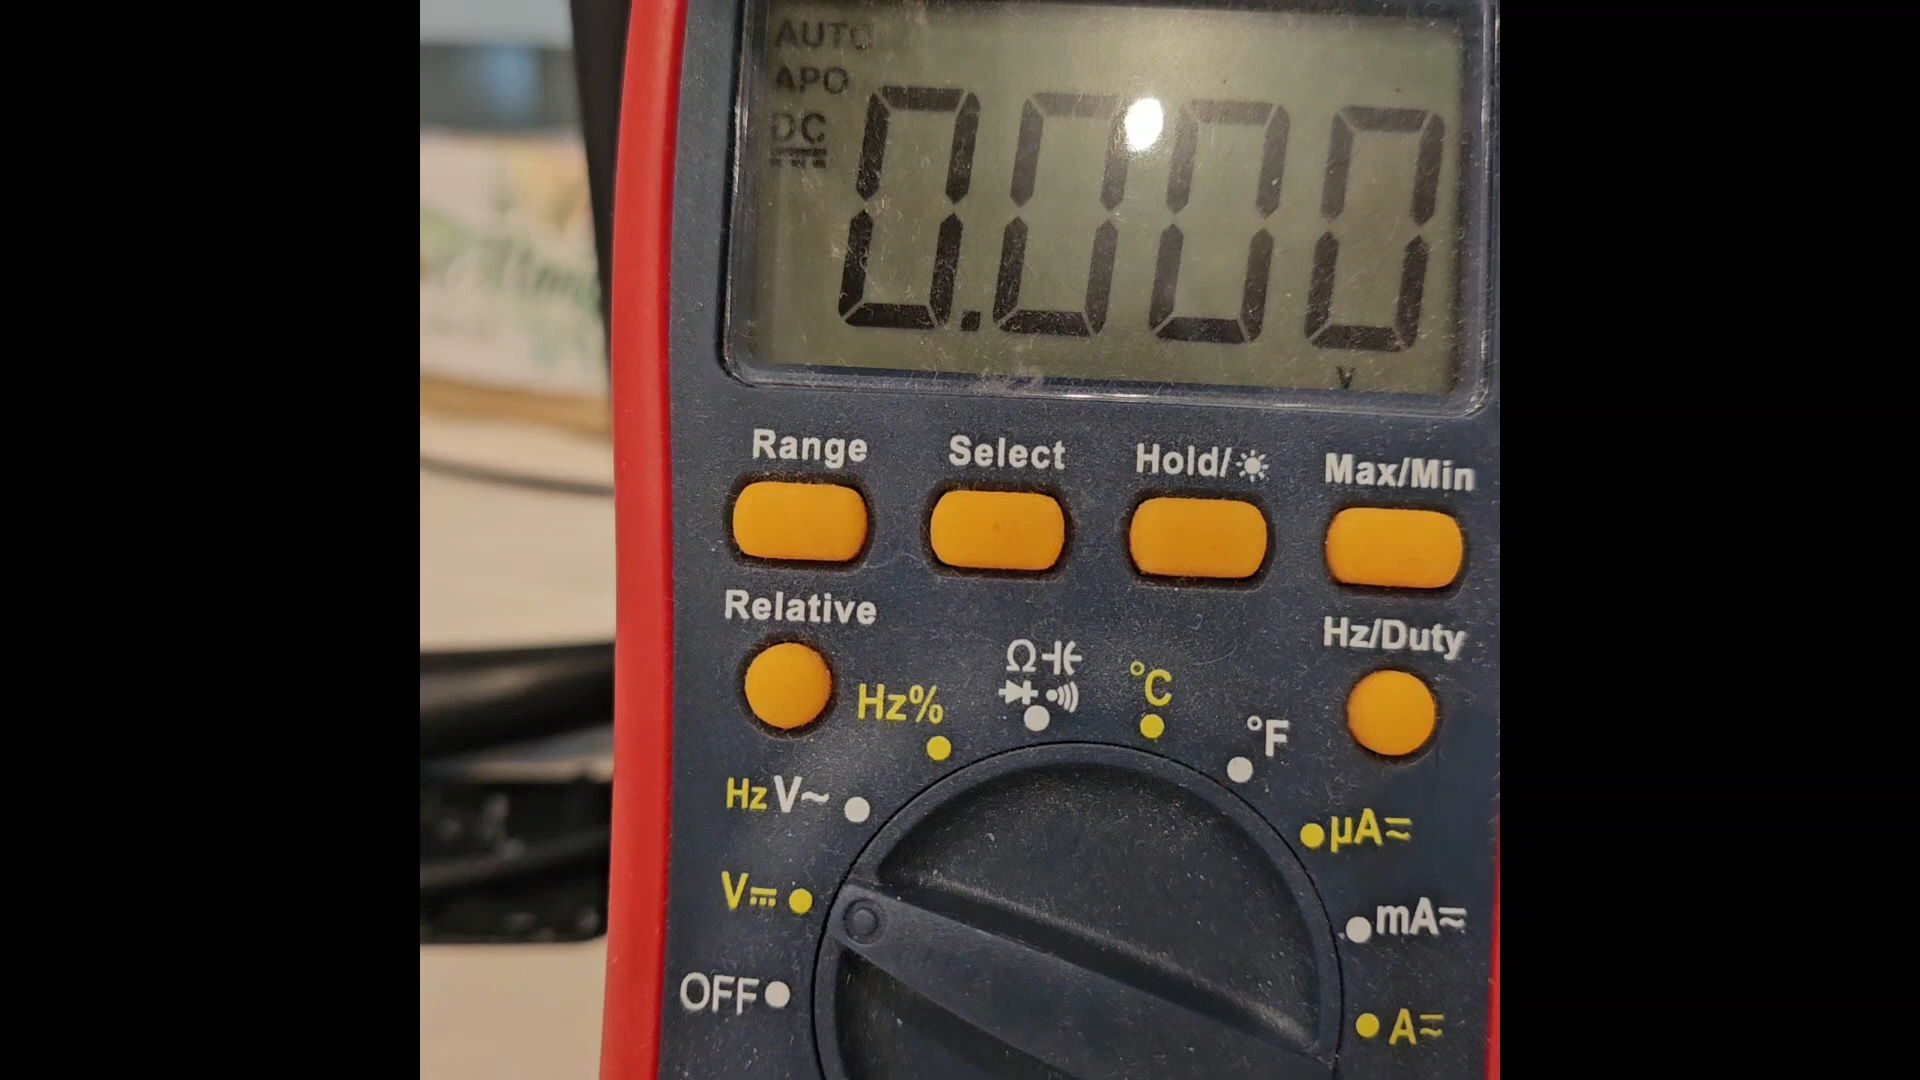 AUTO
APO
DC
0.000
V
Range Select Hold/☀ Max/Min
Relative Hz/Duty
Hz% Ω °C °F
Hz V~ µA
V mA
OFF A